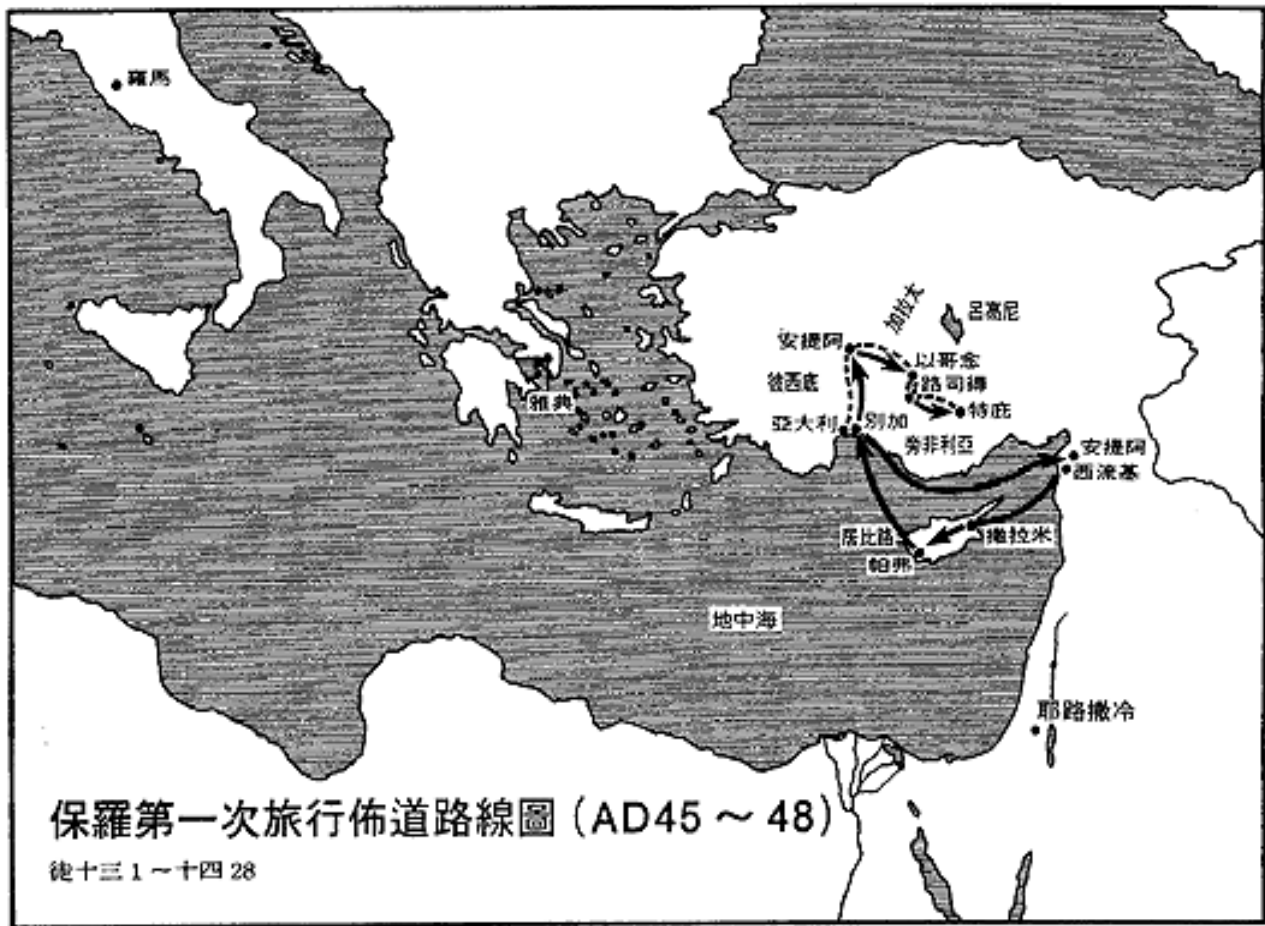 羅馬
加拉太
呂高尼
安提阿
以哥念
路司得
彼西底
特庇
雅典
亞大利
別加
旁非利亞
安提阿
西流基
居比路
撒拉米
帕弗
地中海
耶路撒冷
保羅第一次旅行佈道路線圖（AD45～48）
徒十三1～十四28